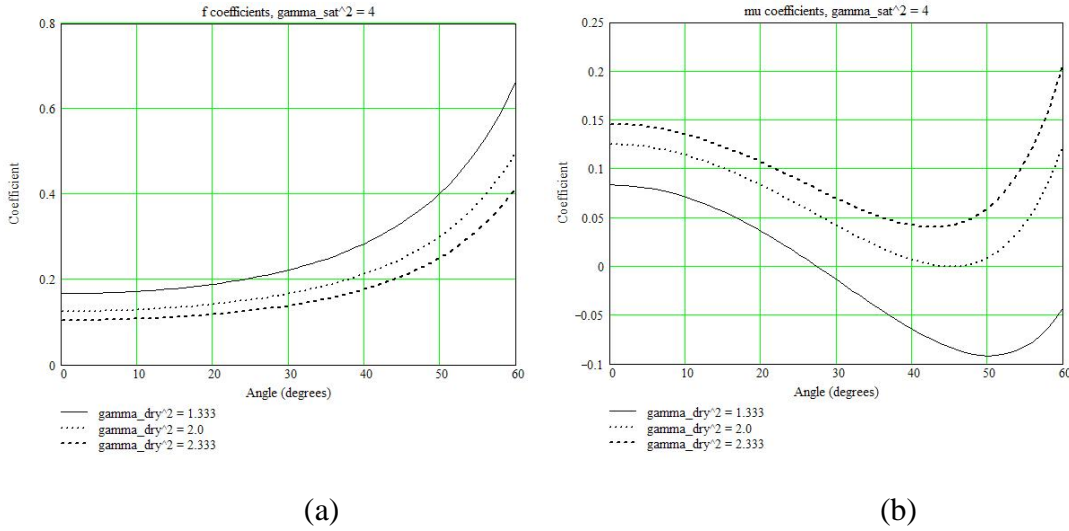 f coefficients, gamma_sat^2 = 4
0.8
0.6
0.4
0.2
0
Coefficient
0 10 20 30 40 50 60
Angle (degrees)
gamma_dry^2 = 1.333
gamma_dry^2 = 2.0
gamma_dry^2 = 2.333
(a)
mu coefficients, gamma_sat^2 = 4
0.25
0.2
0.15
0.1
0.05
0
−0.05
−0.1
Coefficient
0 10 20 30 40 50 60
Angle (degrees)
gamma_dry^2 = 1.333
gamma_dry^2 = 2.0
gamma_dry^2 = 2.333
(b)